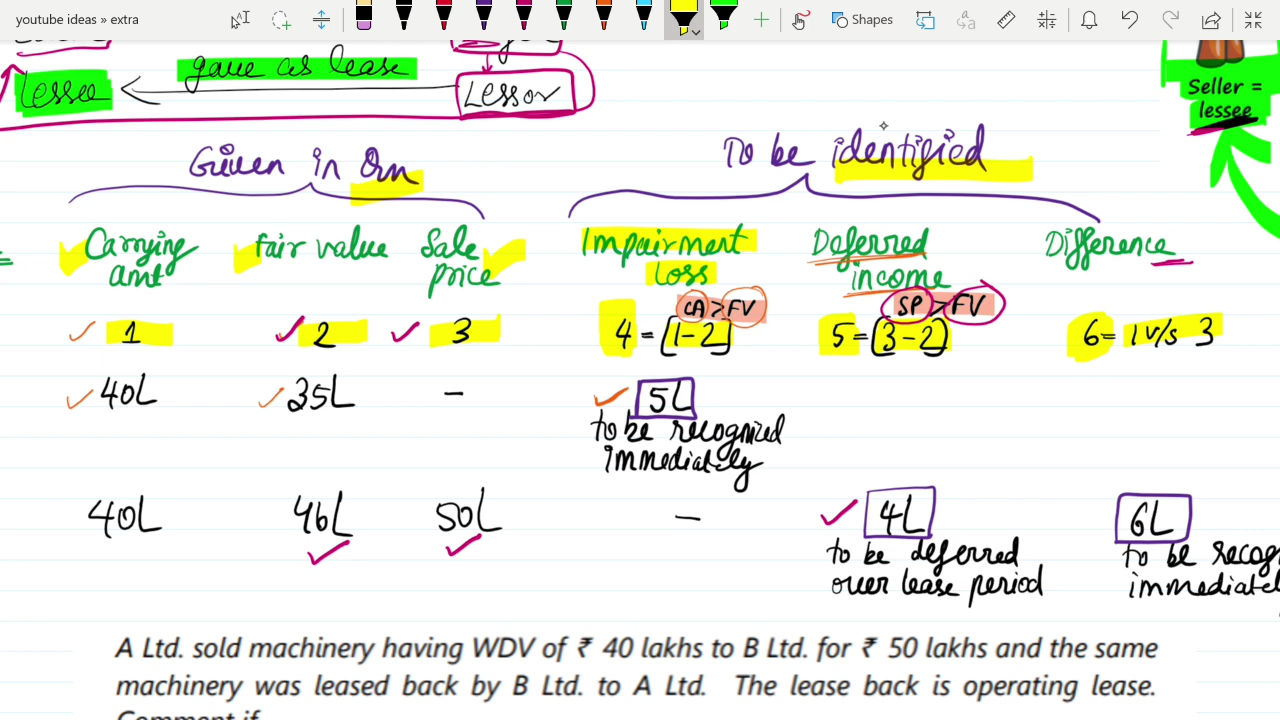 youtube ideas » extra
Shapes
gave as lease
Lessee
Lessor
Seller =
lessee
Given in Qn
To be identified
Carrying amt
fair value
Sale price
Impairment loss
Deferred income
Difference
CA > FV
SP > FV
1
2
3
4 = [1-2]
5 = [3-2]
6 = 1 v/s 3
40L
35L
-
5L
to be recognized
immediately
40L
46L
50L
-
4L
6L
to be deferred
over lease period
to be recog
immediatel
A Ltd. sold machinery having WDV of ₹ 40 lakhs to B Ltd. for ₹ 50 lakhs and the same
machinery was leased back by B Ltd. to A Ltd. The lease back is operating lease.
Comment if